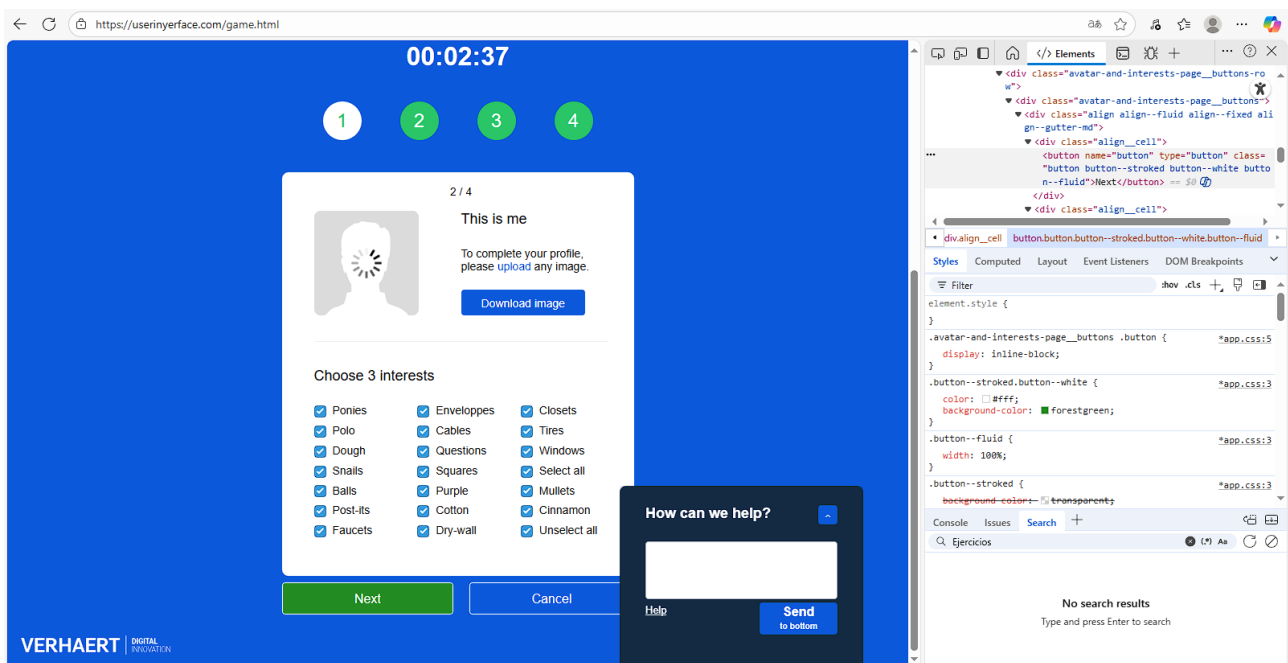 https://userinyerface.com/game.html
aあ
00:02:37
1 2 3 4
2 / 4
This is me
To complete your profile,
please upload any image.
Download image
Choose 3 interests
Ponies Enveloppes Closets
Polo Cables Tires
Dough Questions Windows
Snails Squares Select all
Balls Purple Mullets
Post-its Cotton Cinnamon
Faucets Dry-wall Unselect all
Next Cancel
How can we help?
Help
Send
to bottom
VERHAERT DIGITAL
INNOVATION
</> Elements
<div class="avatar-and-interests-page__buttons-ro
w">
<div class="avatar-and-interests-page__buttons">
<div class="align align--fluid align--fixed ali
gn--gutter-md">
<div class="align__cell">
<button name="button" type="button" class=
"button button--stroked button--white butto
n--fluid">Next</button> == $0
</div>
<div class="align__cell">
div.align__cell button.button.button--stroked.button--white.button--fluid
Styles Computed Layout Event Listeners DOM Breakpoints
Filter :hov .cls
element.style {
}
.avatar-and-interests-page__buttons .button { *app.css:5
display: inline-block;
}
.button--stroked.button--white { *app.css:3
color: #fff;
background-color: forestgreen;
}
.button--fluid { *app.css:3
width: 100%;
}
.button--stroked { *app.css:3
background-color: transparent;
Console Issues Search
Ejercicios (.*) Aa
No search results
Type and press Enter to search